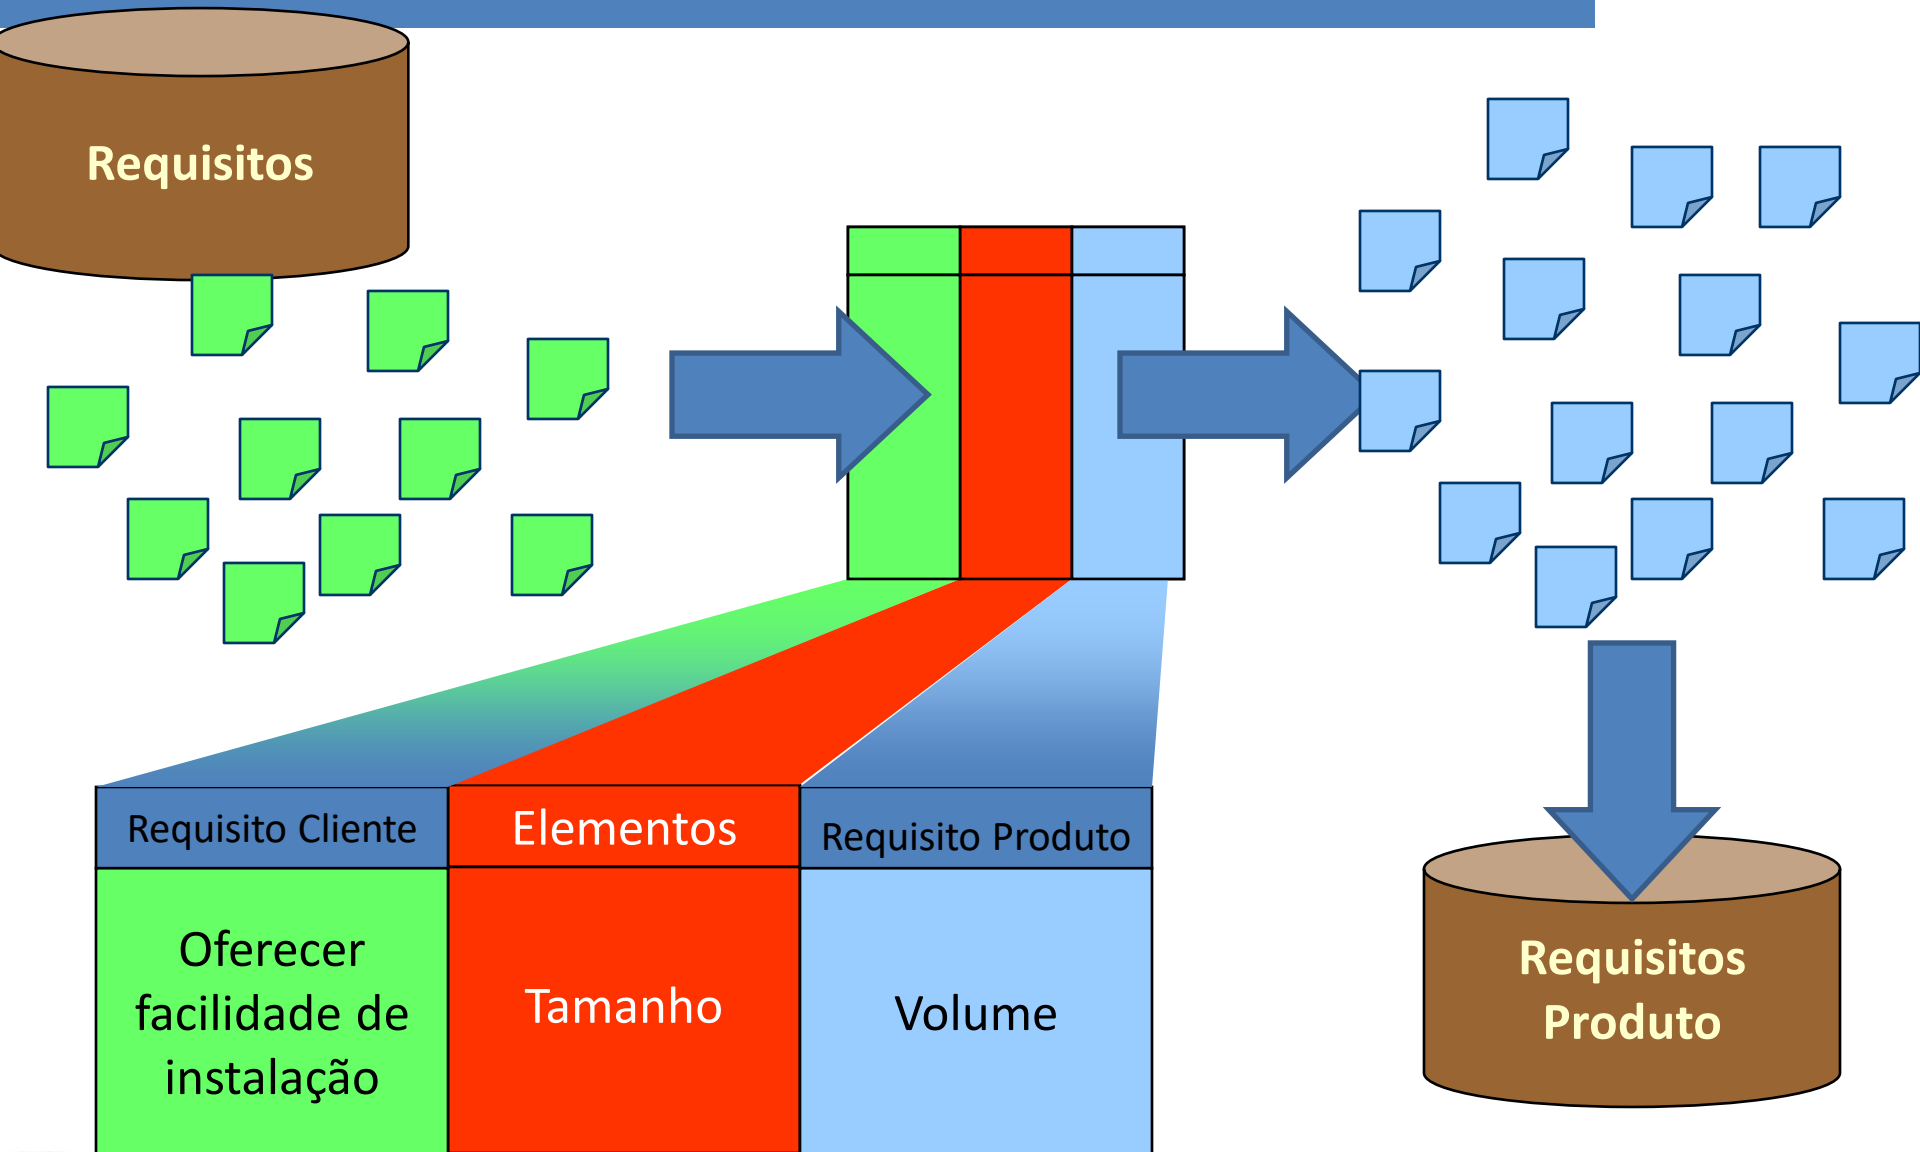 Requisitos
Requisito Cliente
Elementos
Requisito Produto
Oferecer
facilidade de
instalação
Tamanho
Volume
Requisitos
Produto